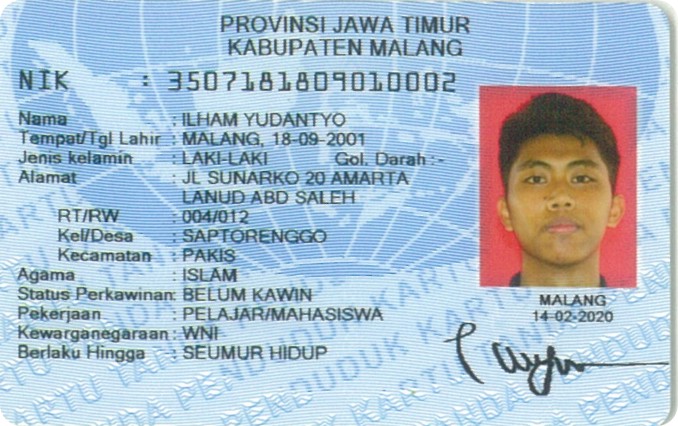 PROVINSI JAWA TIMUR
KABUPATEN MALANG
NIK : 3507181809010002
Nama : ILHAM YUDANTYO
Tempat/Tgl Lahir : MALANG, 18-09-2001
Jenis kelamin : LAKI-LAKI Gol. Darah :-
Alamat : JL SUNARKO 20 AMARTA
LANUD ABD SALEH
RT/RW : 004/012
Kel/Desa : SAPTORENGGO
Kecamatan : PAKIS
Agama : ISLAM
Status Perkawinan: BELUM KAWIN
Pekerjaan : PELAJAR/MAHASISWA
Kewarganegaraan: WNI
Berlaku Hingga : SEUMUR HIDUP
MALANG
14-02-2020